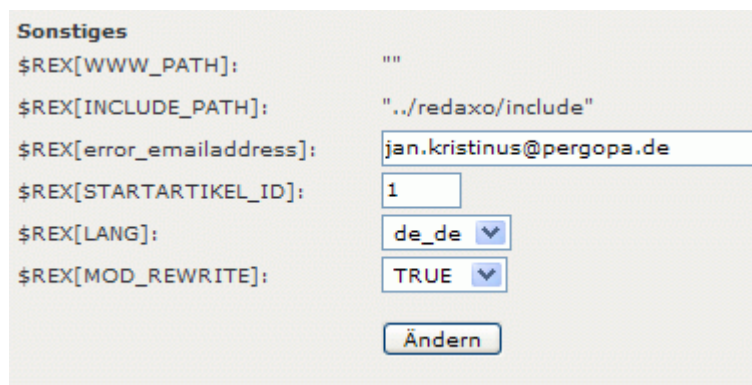 Sonstiges
$REX[WWW_PATH]: ""
$REX[INCLUDE_PATH]: "../redaxo/include"
$REX[error_emailaddress]: jan.kristinus@pergopa.de
$REX[STARTARTIKEL_ID]: 1
$REX[LANG]: de_de
$REX[MOD_REWRITE]: TRUE
Ändern